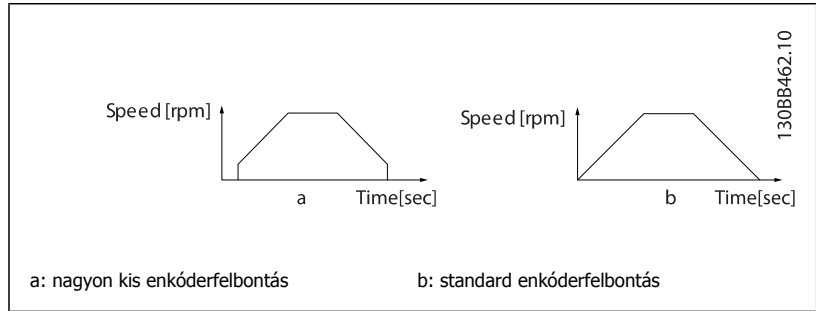 130BB462.10
Speed [rpm]
a
Time[sec]
Speed [rpm]
b
Time[sec]
a: nagyon kis enkóderfelbontás
b: standard enkóderfelbontás